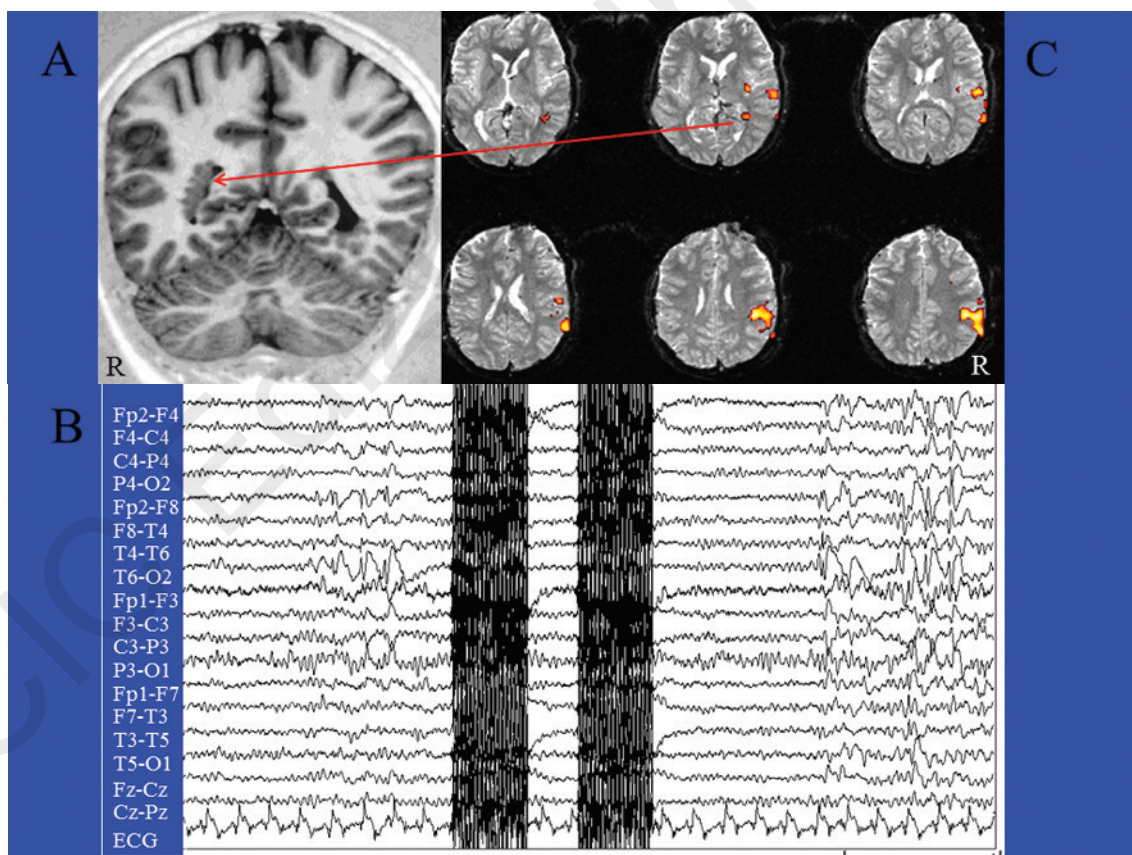 A
C
R
R
B
Fp2-F4
F4-C4
C4-P4
P4-O2
Fp2-F8
F8-T4
T4-T6
T6-O2
Fp1-F3
F3-C3
C3-P3
P3-O1
Fp1-F7
F7-T3
T3-T5
T5-O1
Fz-Cz
Cz-Pz
ECG